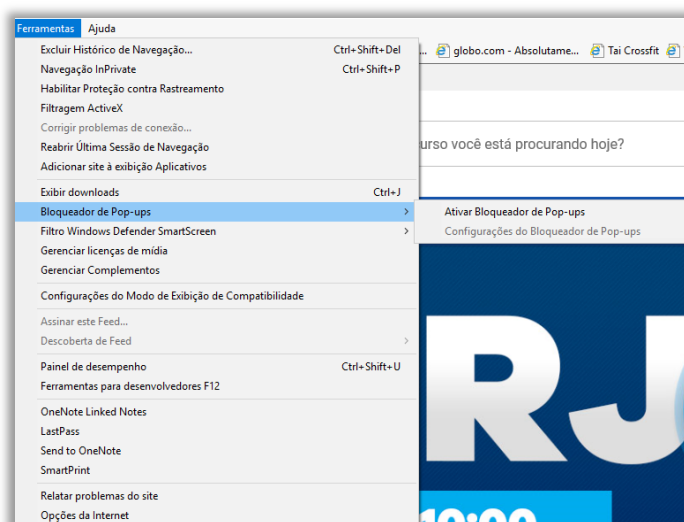 Ferramentas Ajuda
Excluir Histórico de Navegação... Ctrl+Shift+Del
... globo.com - Absolutame... Tai Crossfit
Navegação InPrivate Ctrl+Shift+P
Habilitar Proteção contra Rastreamento
Filtragem ActiveX
Corrigir problemas de conexão...
urso você está procurando hoje?
Reabrir Última Sessão de Navegação
Adicionar site à exibição Aplicativos
Exibir downloads Ctrl+J
Bloqueador de Pop-ups > Ativar Bloqueador de Pop-ups
Filtro Windows Defender SmartScreen > Configurações do Bloqueador de Pop-ups
Gerenciar licenças de mídia
Gerenciar Complementos
Configurações do Modo de Exibição de Compatibilidade
Assinar este Feed...
Descoberta de Feed >
RJ
Painel de desempenho Ctrl+Shift+U
Ferramentas para desenvolvedores F12
OneNote Linked Notes
LastPass
Send to OneNote
SmartPrint
Relatar problemas do site
Opções da Internet